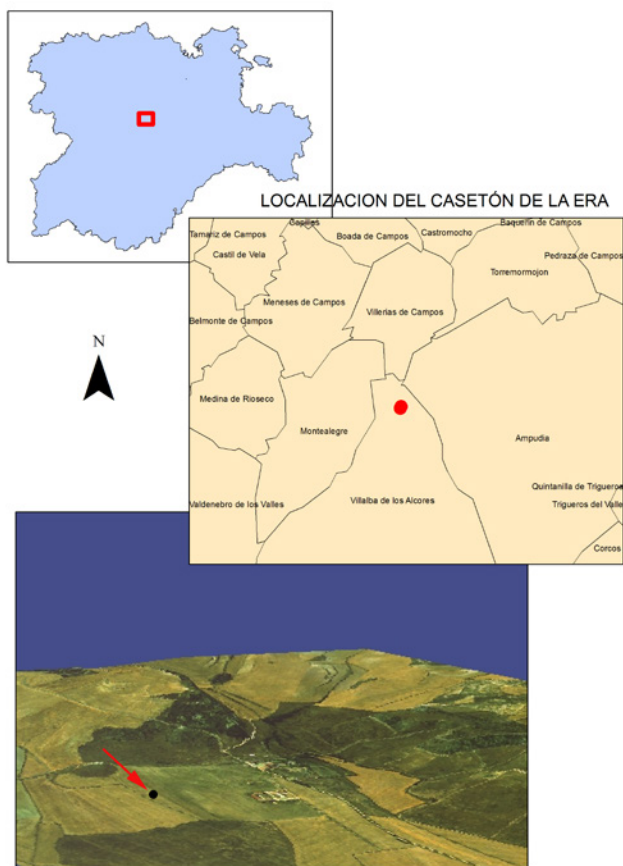 LOCALIZACION DEL CASETÓN DE LA ERA
Tamariz de Campos
Capillas
Boada de Campos
Castromocho
Baquerín de Campos
Castil de Vela
Pedraza de Campos
Torremormojon
Meneses de Campos
Villerias de Campos
Belmonte de Campos
N
Medina de Rioseco
Montealegre
Ampudia
Quintanilla de Trigueros
Valdenebro de los Valles
Villalba de los Alcores
Trigueros del Valle
Corcos